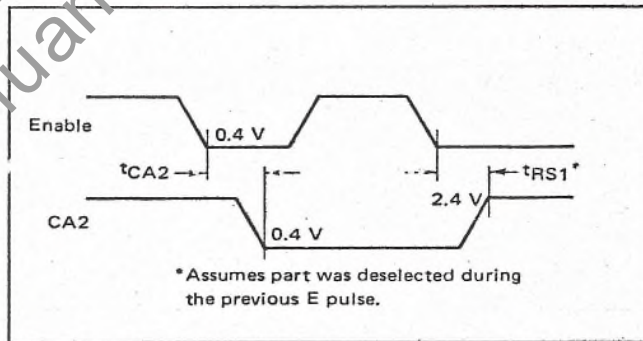 Enable
0.4 V
tCA2
tRS1*
2.4 V
CA2
0.4 V
*Assumes part was deselected during
the previous E pulse.